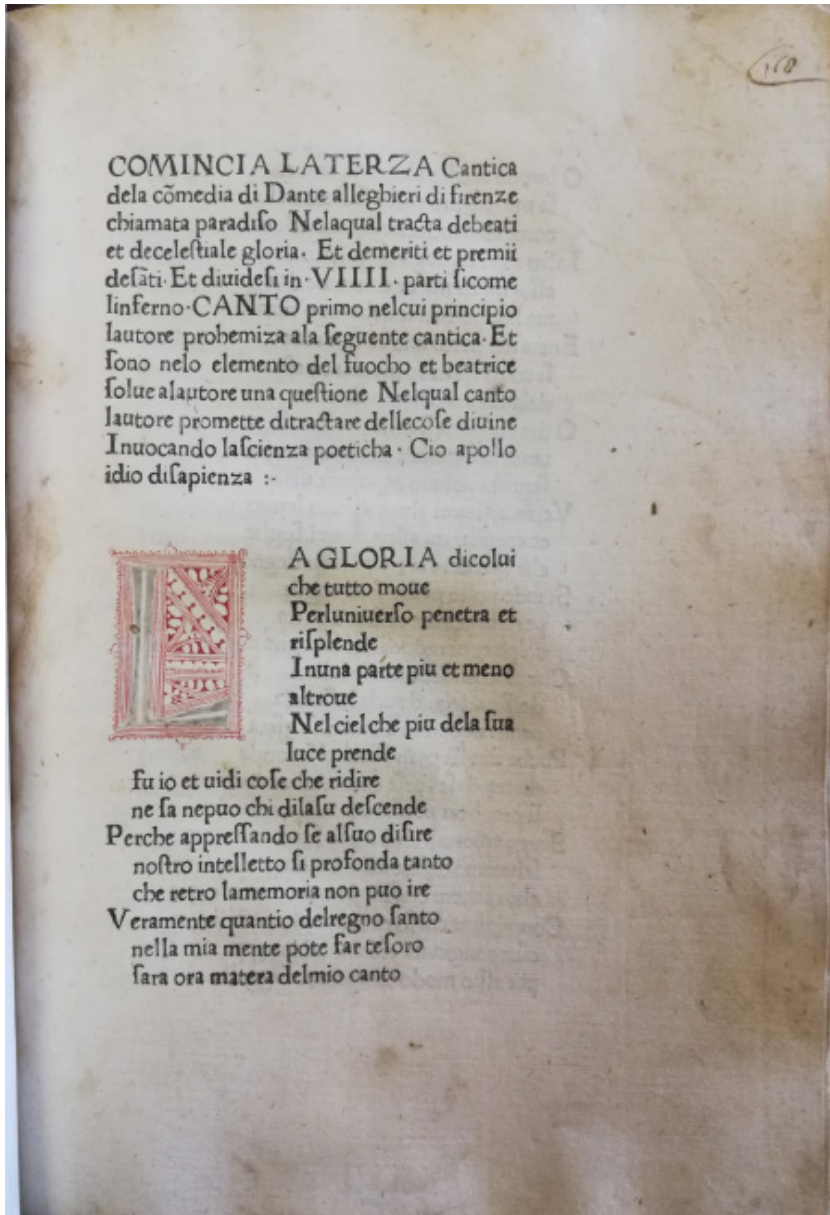 168
COMINCIA LATERZA Cantica
dela cõmedia di Dante alleghieri di firenze
chiamata paradiſo Nelaqual tracta debeati
et deceleſtiale gloria. Et demeriti et premii
deſãti. Et diuideſi in·VIIII·parti ſicome
linferno·CANTO primo nelcui principio
lautore prohemiza ala ſeguente cantica·Et
ſono nelo elemento del fuocho et beatrice
ſolue alautore una queſtione Nelqual canto
lautore promette ditractare dellecoſe diuine
Inuocando laſcienza poeticha· Cio apollo
idio diſapienza :·
L A GLORIA dicolui
che tutto moue
Perluniuerſo penetra et
riſplende
Inuna parte piu et meno
altroue
Nelcielche piu dela ſua
luce prende
fu io et uidi coſe che ridire
ne ſa nepuo chi dilaſu deſcende
Perche appreſſando ſe alſuo diſire
noſtro intelletto ſi profonda tanto
che retro lamemoria non puo ire
Veramente quantio delregno ſanto
nella mia mente pote far teſoro
ſara ora matera delmio canto